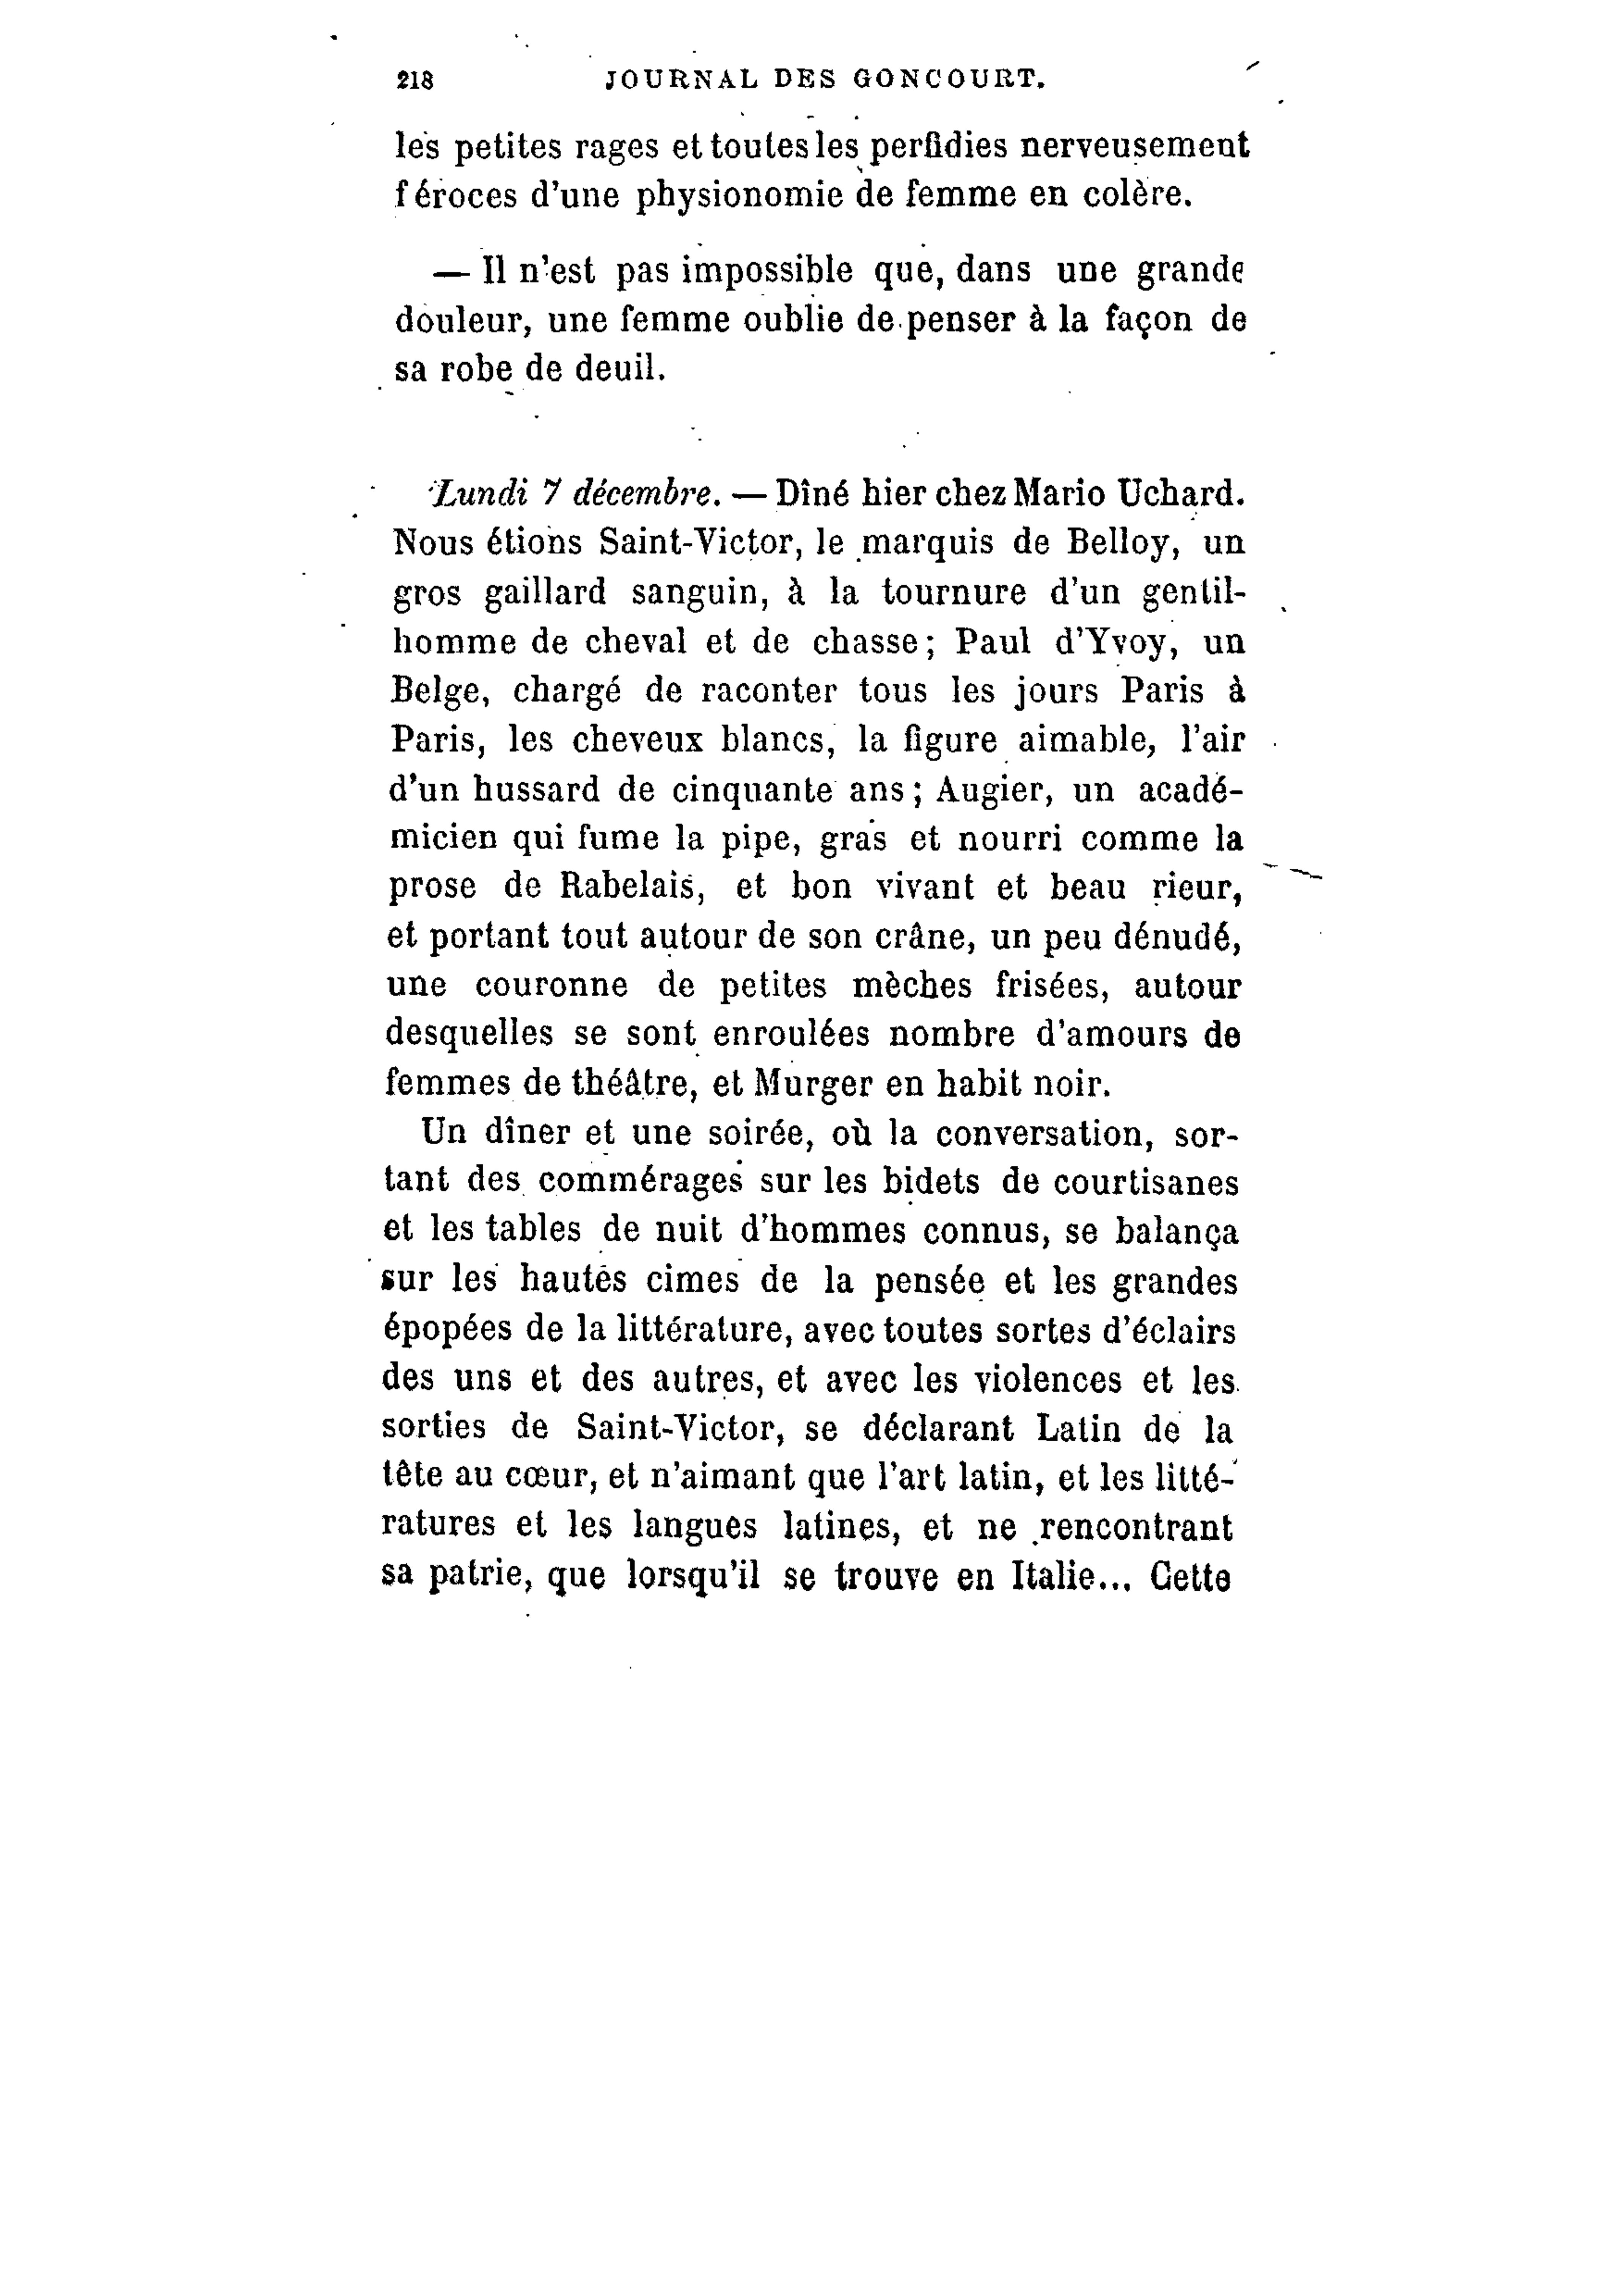 218 JOURNAL DES GONCOURT.
les petites rages et toutes les perfidies nerveusement
féroces d'une physionomie de femme en colère.
— Il n'est pas impossible que, dans une grande
douleur, une femme oublie de penser à la façon de
sa robe de deuil.
Lundi 7 décembre. — Dîné hier chez Mario Uchard.
Nous étions Saint-Victor, le marquis de Belloy, un
gros gaillard sanguin, à la tournure d'un gentil-
homme de cheval et de chasse; Paul d'Yvoy, un
Belge, chargé de raconter tous les jours Paris à
Paris, les cheveux blancs, la figure aimable, l'air
d'un hussard de cinquante ans; Augier, un acadé-
micien qui fume la pipe, gras et nourri comme la
prose de Rabelais, et bon vivant et beau rieur,
et portant tout autour de son crâne, un peu dénudé,
une couronne de petites mèches frisées, autour
desquelles se sont enroulées nombre d'amours de
femmes de théâtre, et Murger en habit noir.
Un dîner et une soirée, où la conversation, sor-
tant des commérages sur les bidets de courtisanes
et les tables de nuit d'hommes connus, se balança
sur les hautes cimes de la pensée et les grandes
épopées de la littérature, avec toutes sortes d'éclairs
des uns et des autres, et avec les violences et les
sorties de Saint-Victor, se déclarant Latin de la
tête au cœur, et n'aimant que l'art latin, et les litté-
ratures et les langues latines, et ne rencontrant
sa patrie, que lorsqu'il se trouve en Italie... Cette